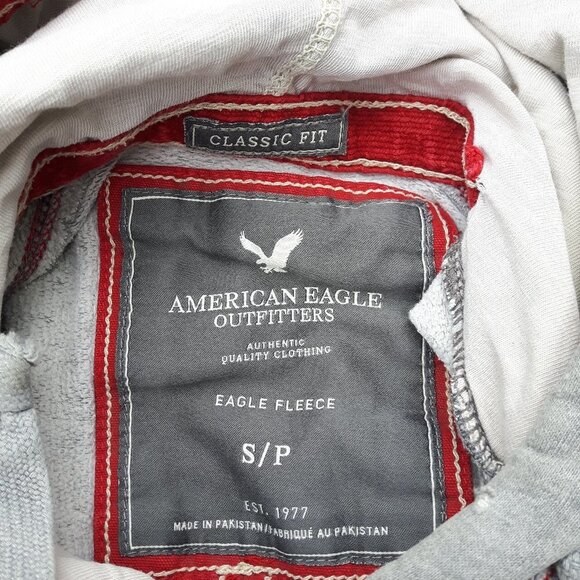 CLASSIC FIT
AMERICAN EAGLE
OUTFITTERS
AUTHENTIC
QUALITY CLOTHING
EAGLE FLEECE
S/P
EST. 1977
MADE IN PAKISTAN/FABRIQUÉ AU PAKISTAN